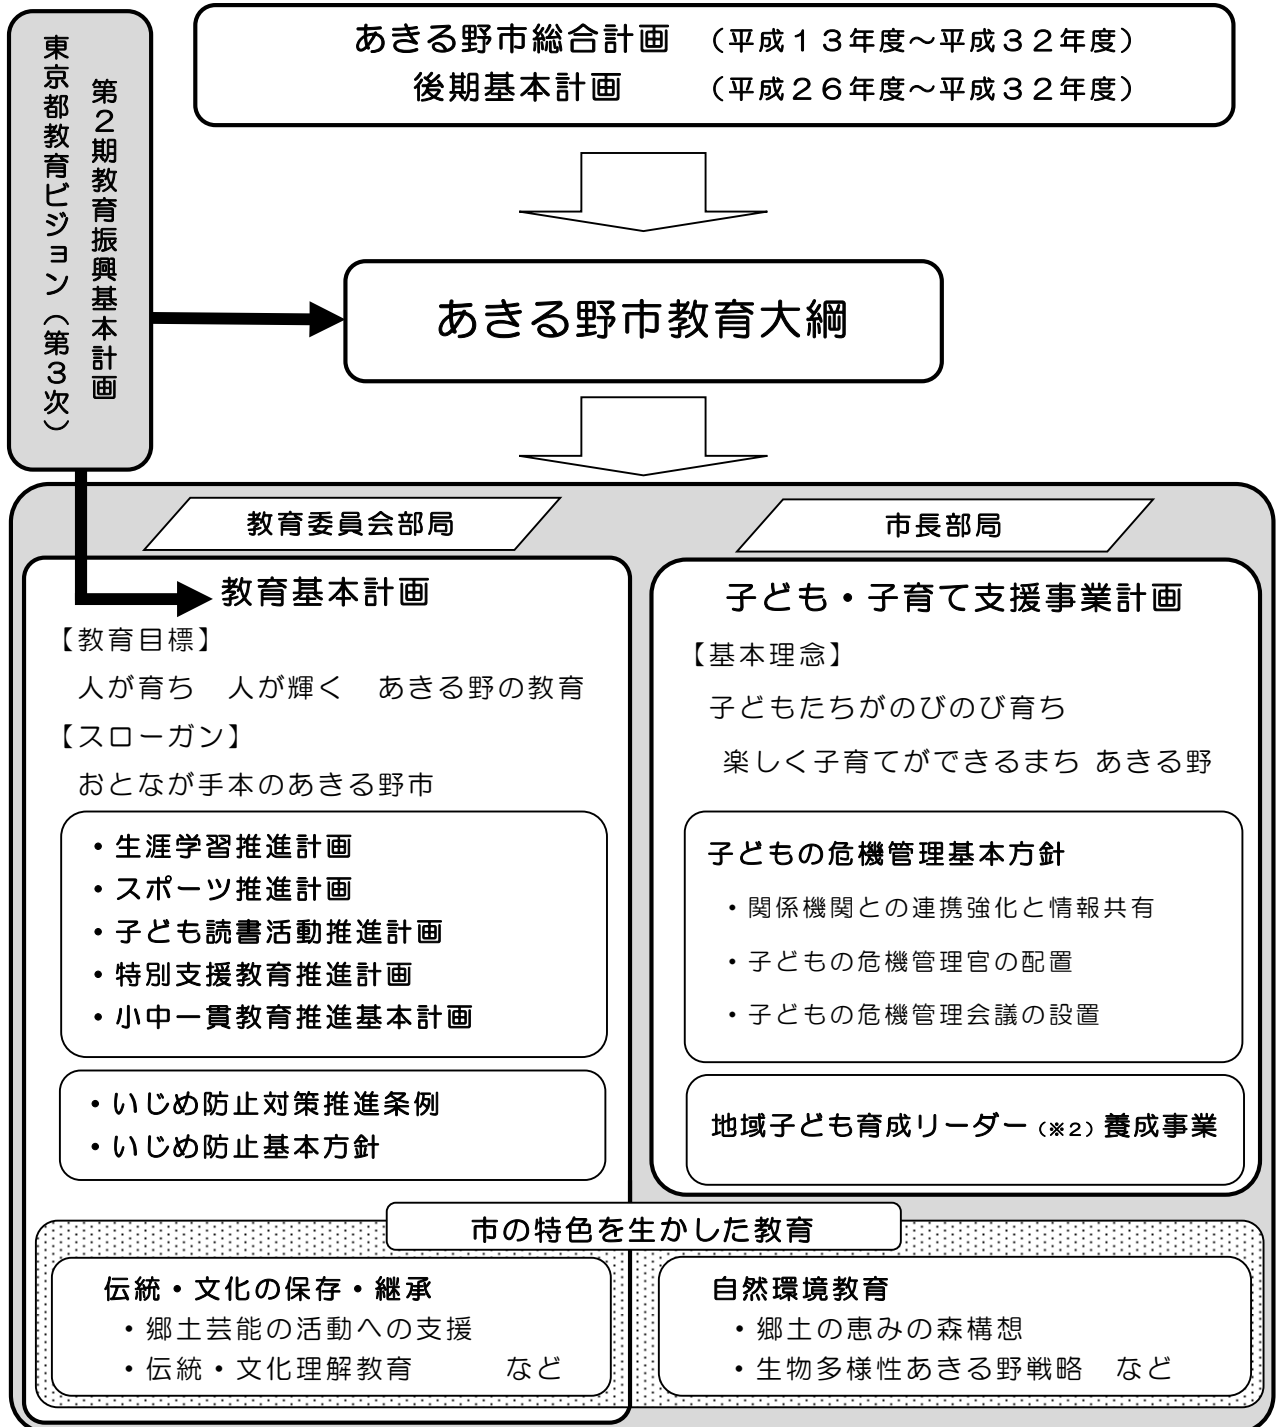 あきる野市総合計画　（平成１３年度～平成３２年度）
後期基本計画　（平成２６年度～平成３２年度）
第２期教育振興基本計画
東京都教育ビジョン（第３次）
あきる野市教育大綱
教育委員会部局
教育基本計画
【教育目標】
人が育ち　人が輝く　あきる野の教育
【スローガン】
おとなが手本のあきる野市
・生涯学習推進計画
・スポーツ推進計画
・子ども読書活動推進計画
・特別支援教育推進計画
・小中一貫教育推進基本計画
・いじめ防止対策推進条例
・いじめ防止基本方針
市長部局
子ども・子育て支援事業計画
【基本理念】
子どもたちがのびのび育ち
楽しく子育てができるまち あきる野
子どもの危機管理基本方針
・関係機関との連携強化と情報共有
・子どもの危機管理官の配置
・子どもの危機管理会議の設置
地域子ども育成リーダー（※２）養成事業
市の特色を生かした教育
伝統・文化の保存・継承
・郷土芸能の活動への支援
・伝統・文化理解教育　　　など
自然環境教育
・郷土の恵みの森構想
・生物多様性あきる野戦略　など